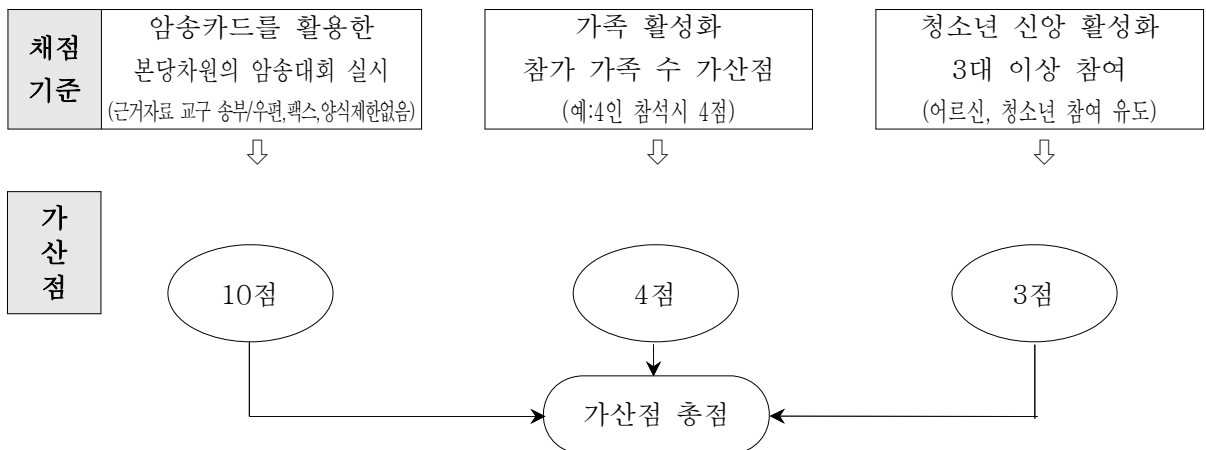 채점
기준
암송카드를 활용한
본당차원의 암송대회 실시
(근거자료 교구 송부/우편,팩스,양식제한없음)
가족 활성화
참가 가족 수 가산점
(예:4인 참석시 4점)
청소년 신앙 활성화
3대 이상 참여
(어르신, 청소년 참여 유도)
가
산
점
10점
4점
3점
가산점 총점